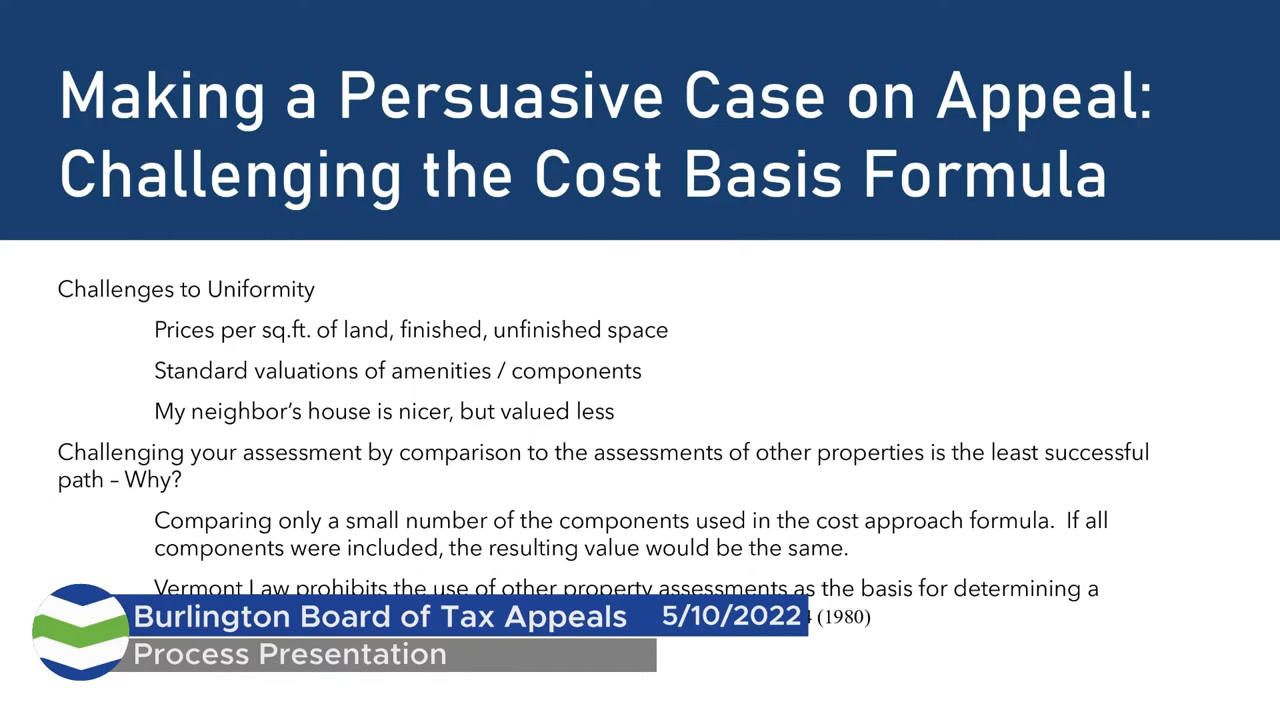 Making a Persuasive Case on Appeal:
Challenging the Cost Basis Formula
Challenges to Uniformity
Prices per sq.ft. of land, finished, unfinished space
Standard valuations of amenities / components
My neighbor’s house is nicer, but valued less
Challenging your assessment by comparison to the assessments of other properties is the least successful
path – Why?
Comparing only a small number of the components used in the cost approach formula.  If all
components were included, the resulting value would be the same.
Vermont Law prohibits the use of other property assessments as the basis for determining a
(1980)
Burlington Board of Tax Appeals 5/10/2022
Process Presentation